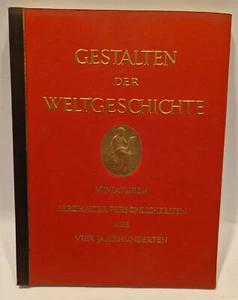 GESTALTEN
DER
WELTGESCHICHTE
MINIATUREN
BERÜHMTER PERSÖNLICHKEITEN
AUS
VIER JAHRHUNDERTEN